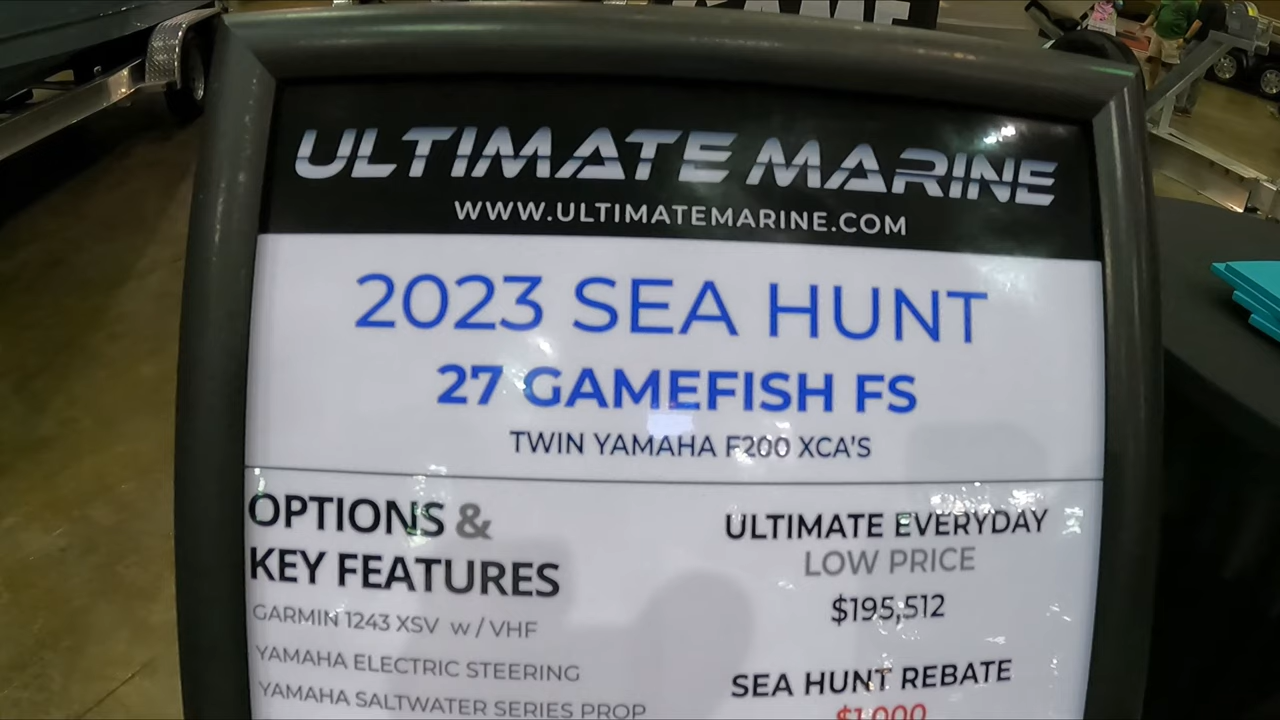 ULTIMATE MARINE
WWW.ULTIMATEMARINE.COM
2023 SEA HUNT
27 GAMEFISH FS
TWIN YAMAHA F200 XCA'S
OPTIONS &
KEY FEATURES
GARMIN 1243 XSV w / VHF
YAMAHA ELECTRIC STEERING
YAMAHA SALTWATER SERIES PROP
ULTIMATE EVERYDAY
LOW PRICE
$195,512
SEA HUNT REBATE
$1,000